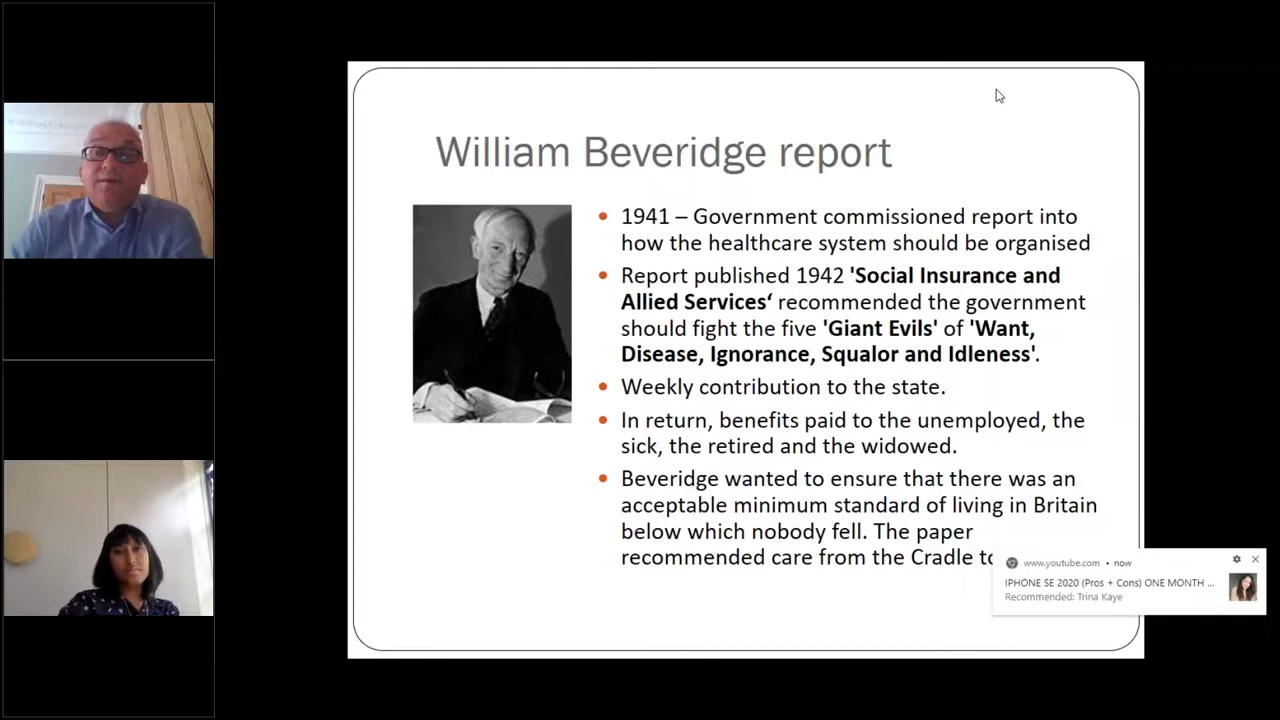 William Beveridge report
• 1941 – Government commissioned report into
how the healthcare system should be organised
• Report published 1942 'Social Insurance and
Allied Services‘ recommended the government
should fight the five 'Giant Evils' of 'Want,
Disease, Ignorance, Squalor and Idleness'.
• Weekly contribution to the state.
• In return, benefits paid to the unemployed, the
sick, the retired and the widowed.
• Beveridge wanted to ensure that there was an
acceptable minimum standard of living in Britain
below which nobody fell. The paper
recommended care from the Cradle
www.youtube.com • now
IPHONE SE 2020 (Pros + Cons) ONE MONTH ...
Recommended: Trina Kaye